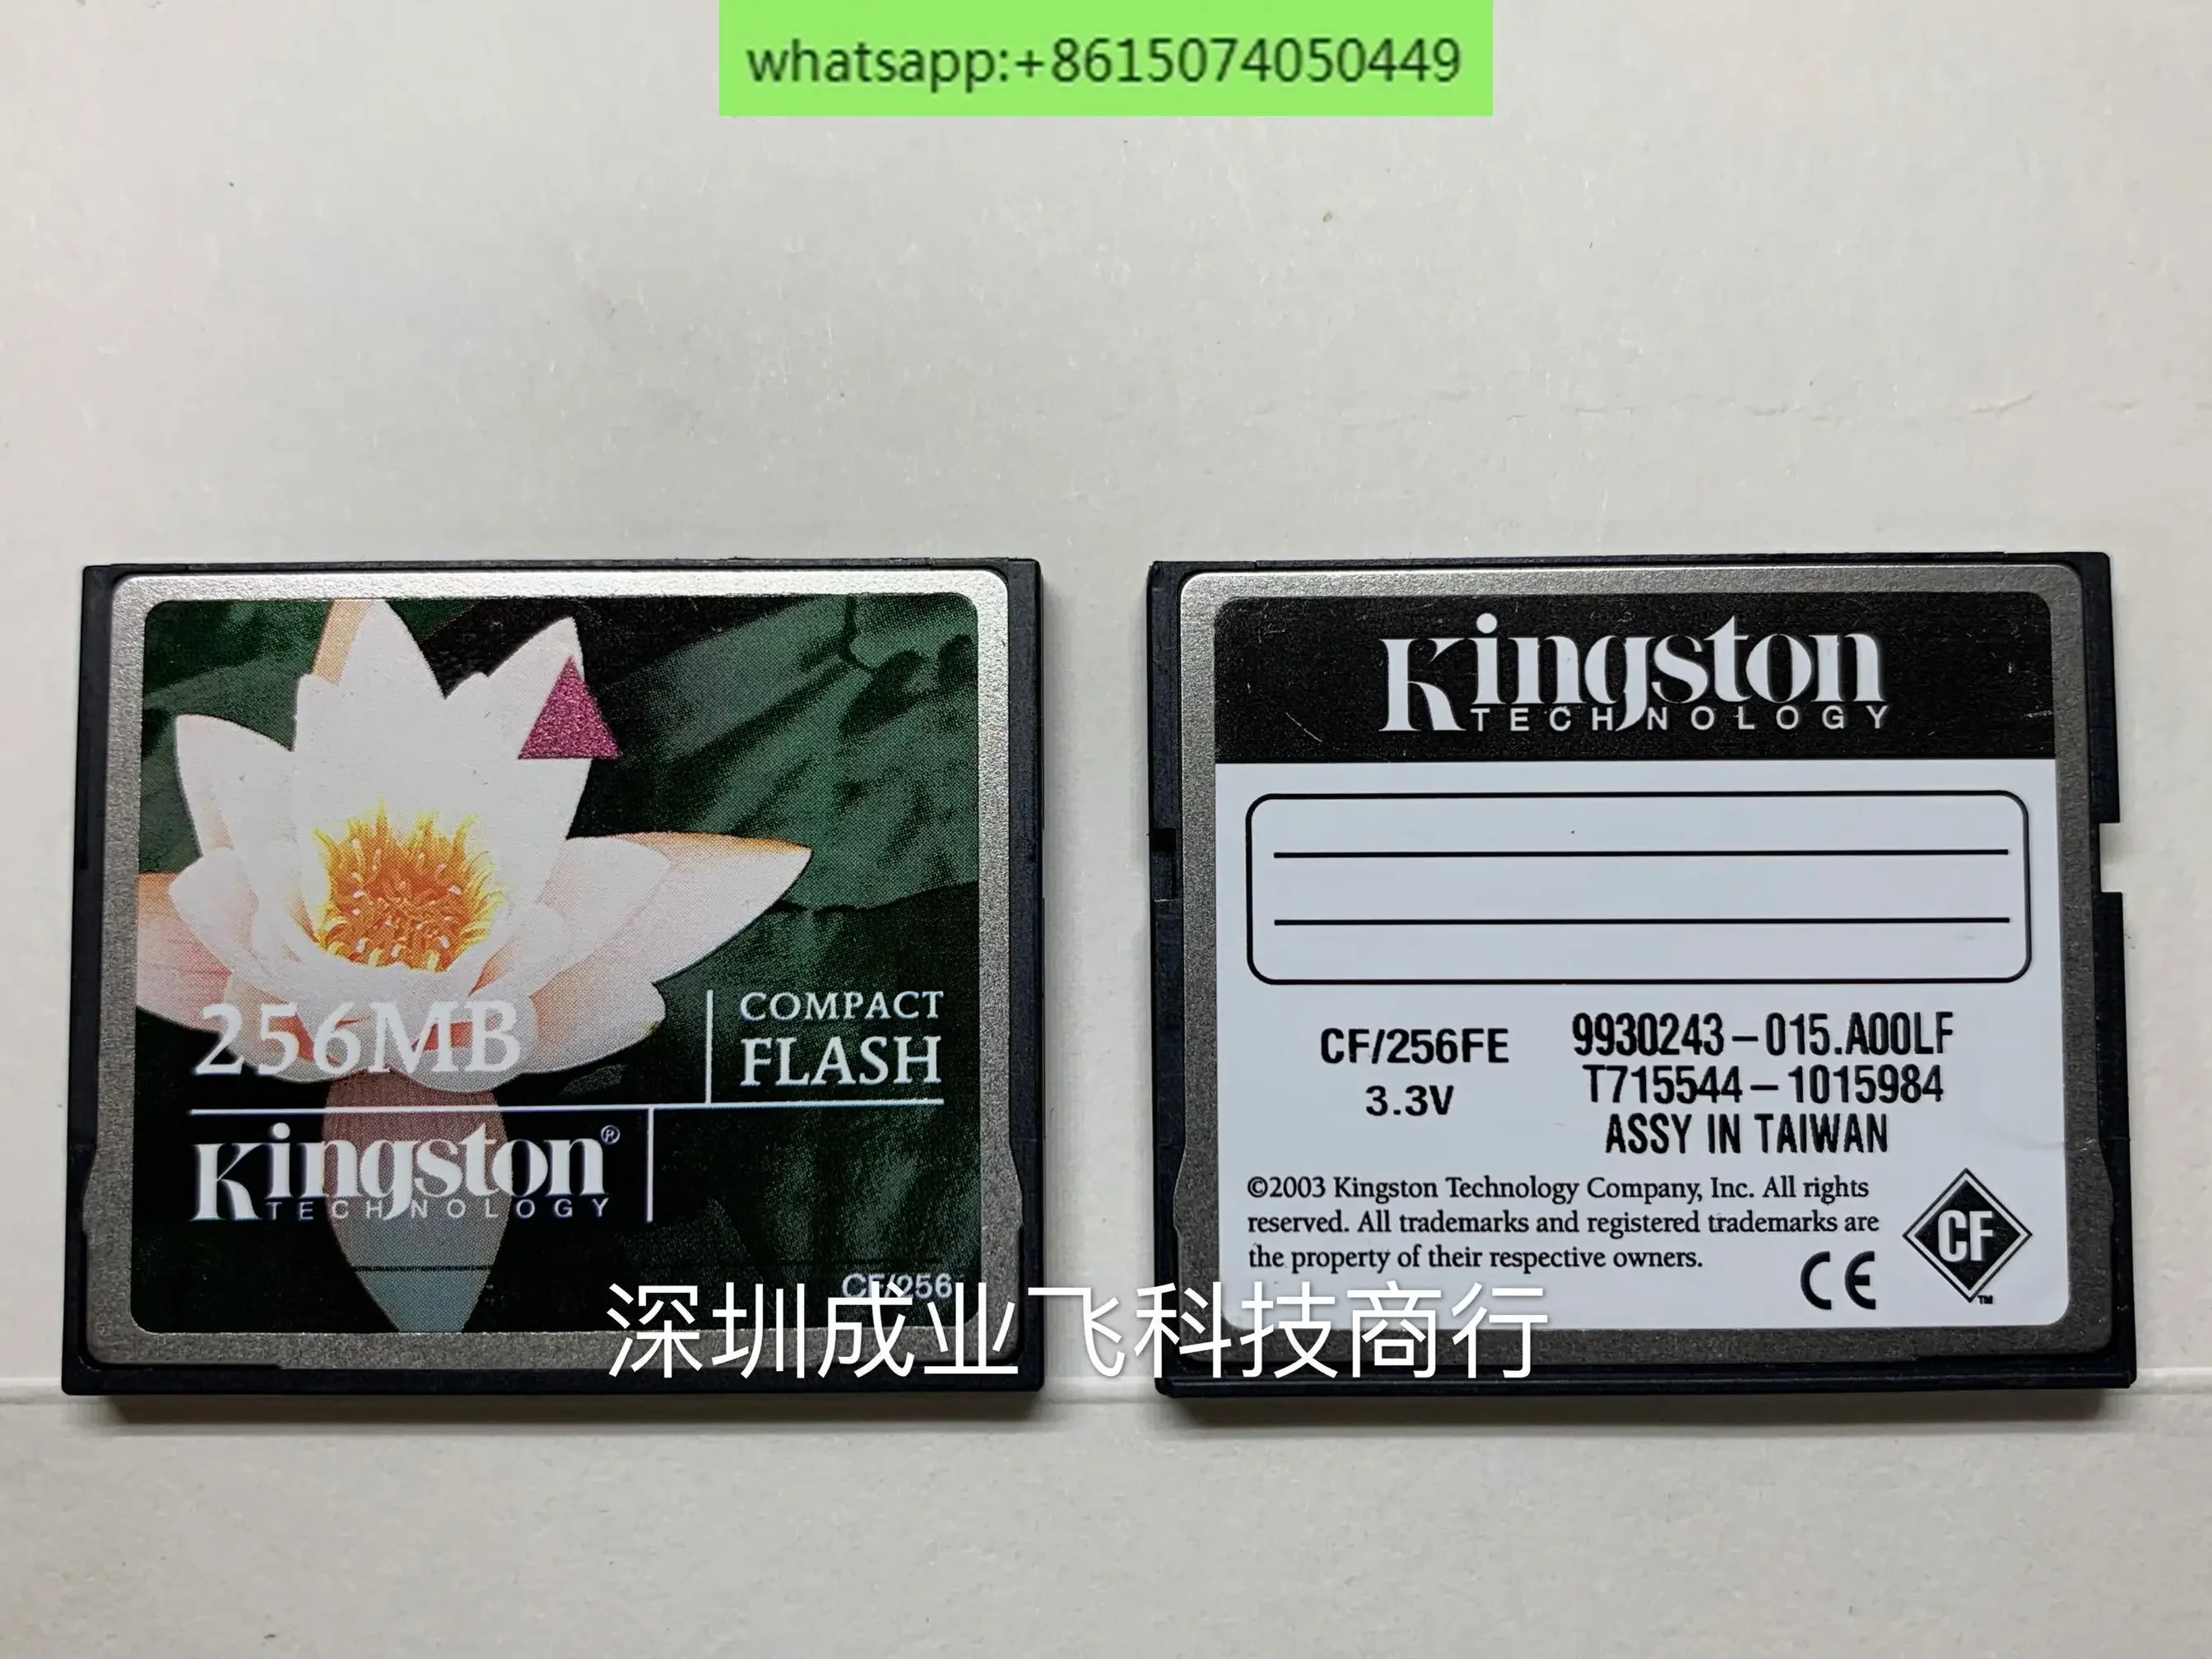 whatsapp:+8615074050449
256MB
COMPACT
FLASH
Kingston®
TECHNOLOGY
CF/256
Kingston
TECHNOLOGY
CF/256FE
3.3V
9930243-015.A00LF
T715544-1015984
ASSY IN TAIWAN
©2003 Kingston Technology Company, Inc. All rights
reserved. All trademarks and registered trademarks are
the property of their respective owners.
CE
CF
TM
深圳成业飞科技商行